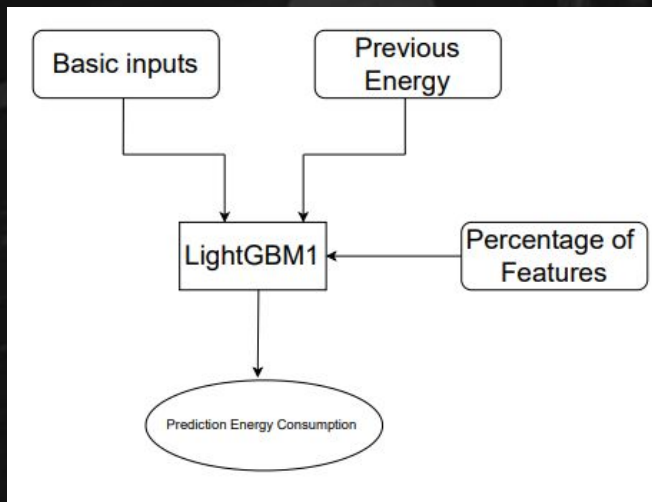 Basic inputs
Previous
Energy
LightGBM1
Percentage of
Features
Prediction Energy Consumption